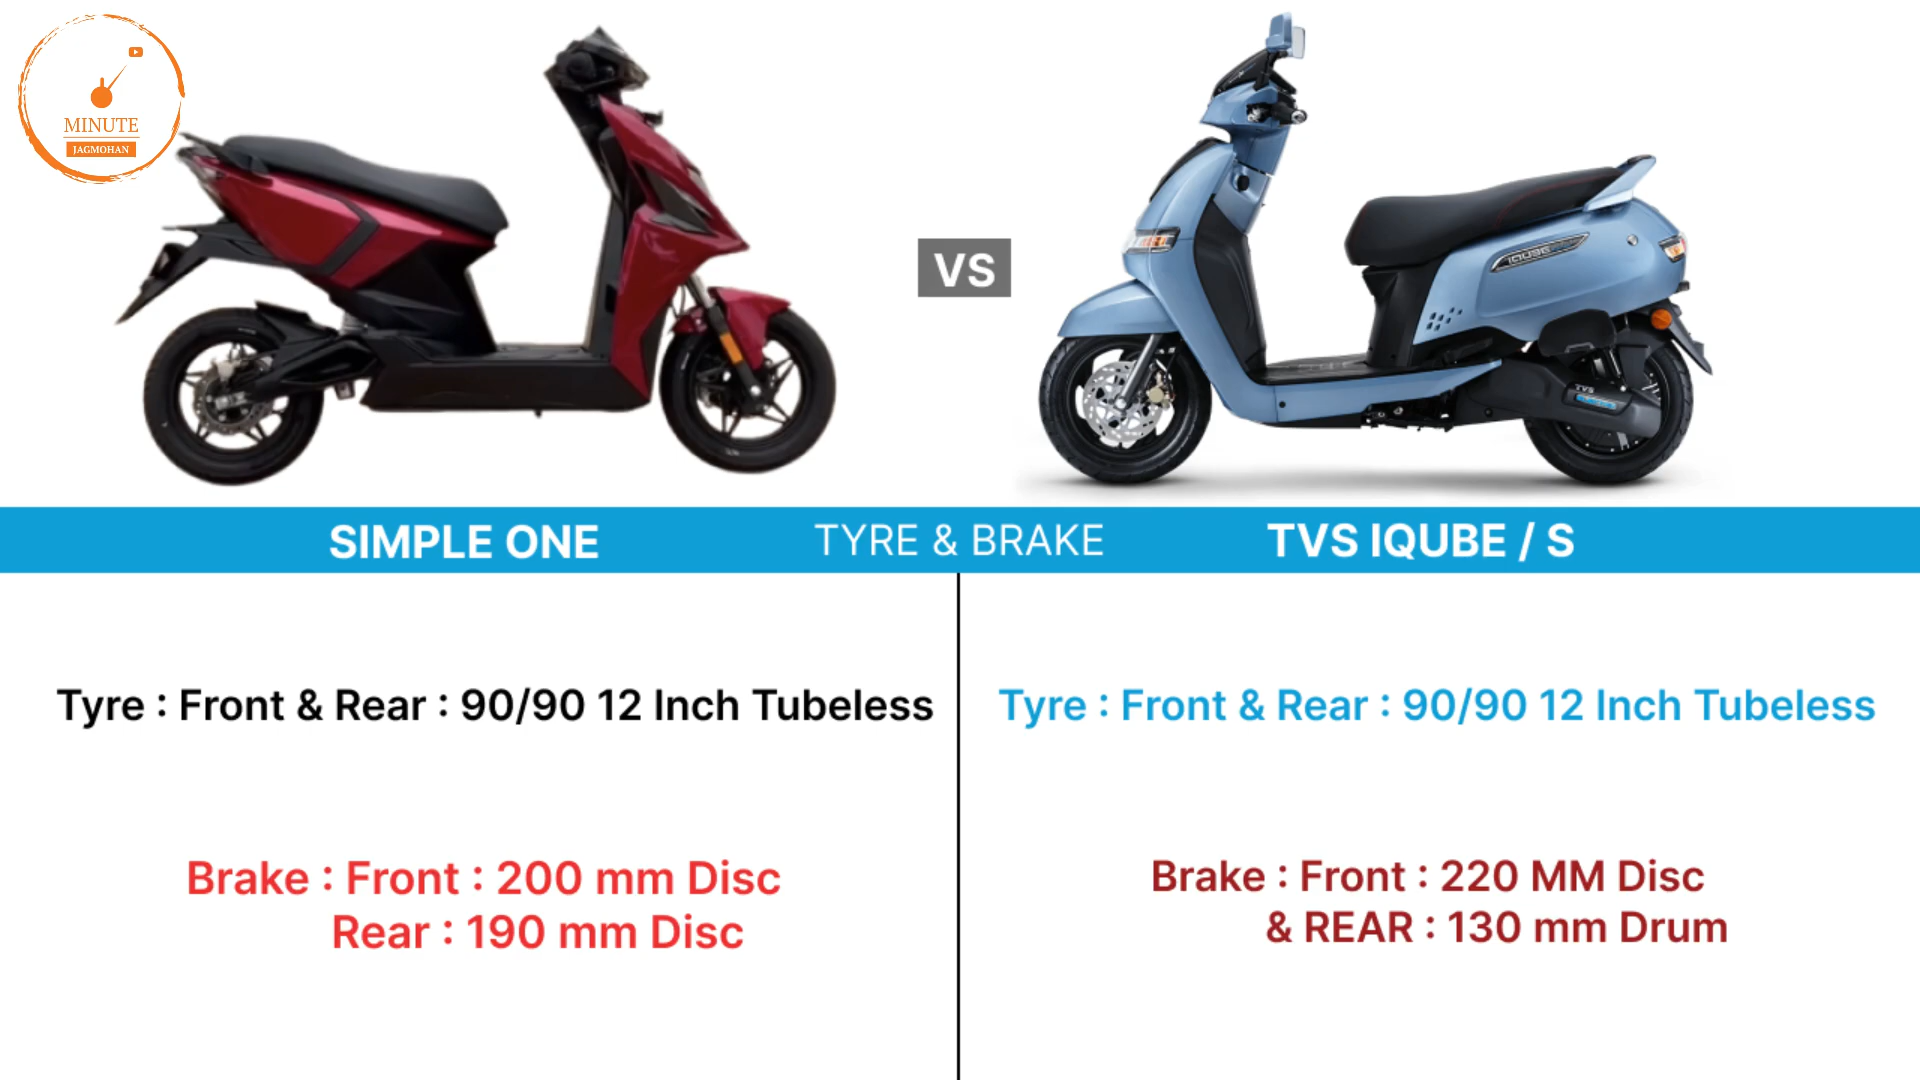 MINUTE
JAGMOHAN
VS
IQUBE
TVS
SIMPLE ONE
TYRE & BRAKE
TVS IQUBE / S
Tyre : Front & Rear : 90/90 12 Inch Tubeless
Tyre : Front & Rear : 90/90 12 Inch Tubeless
Brake : Front : 200 mm Disc
Rear : 190 mm Disc
Brake : Front : 220 MM Disc
& REAR : 130 mm Drum